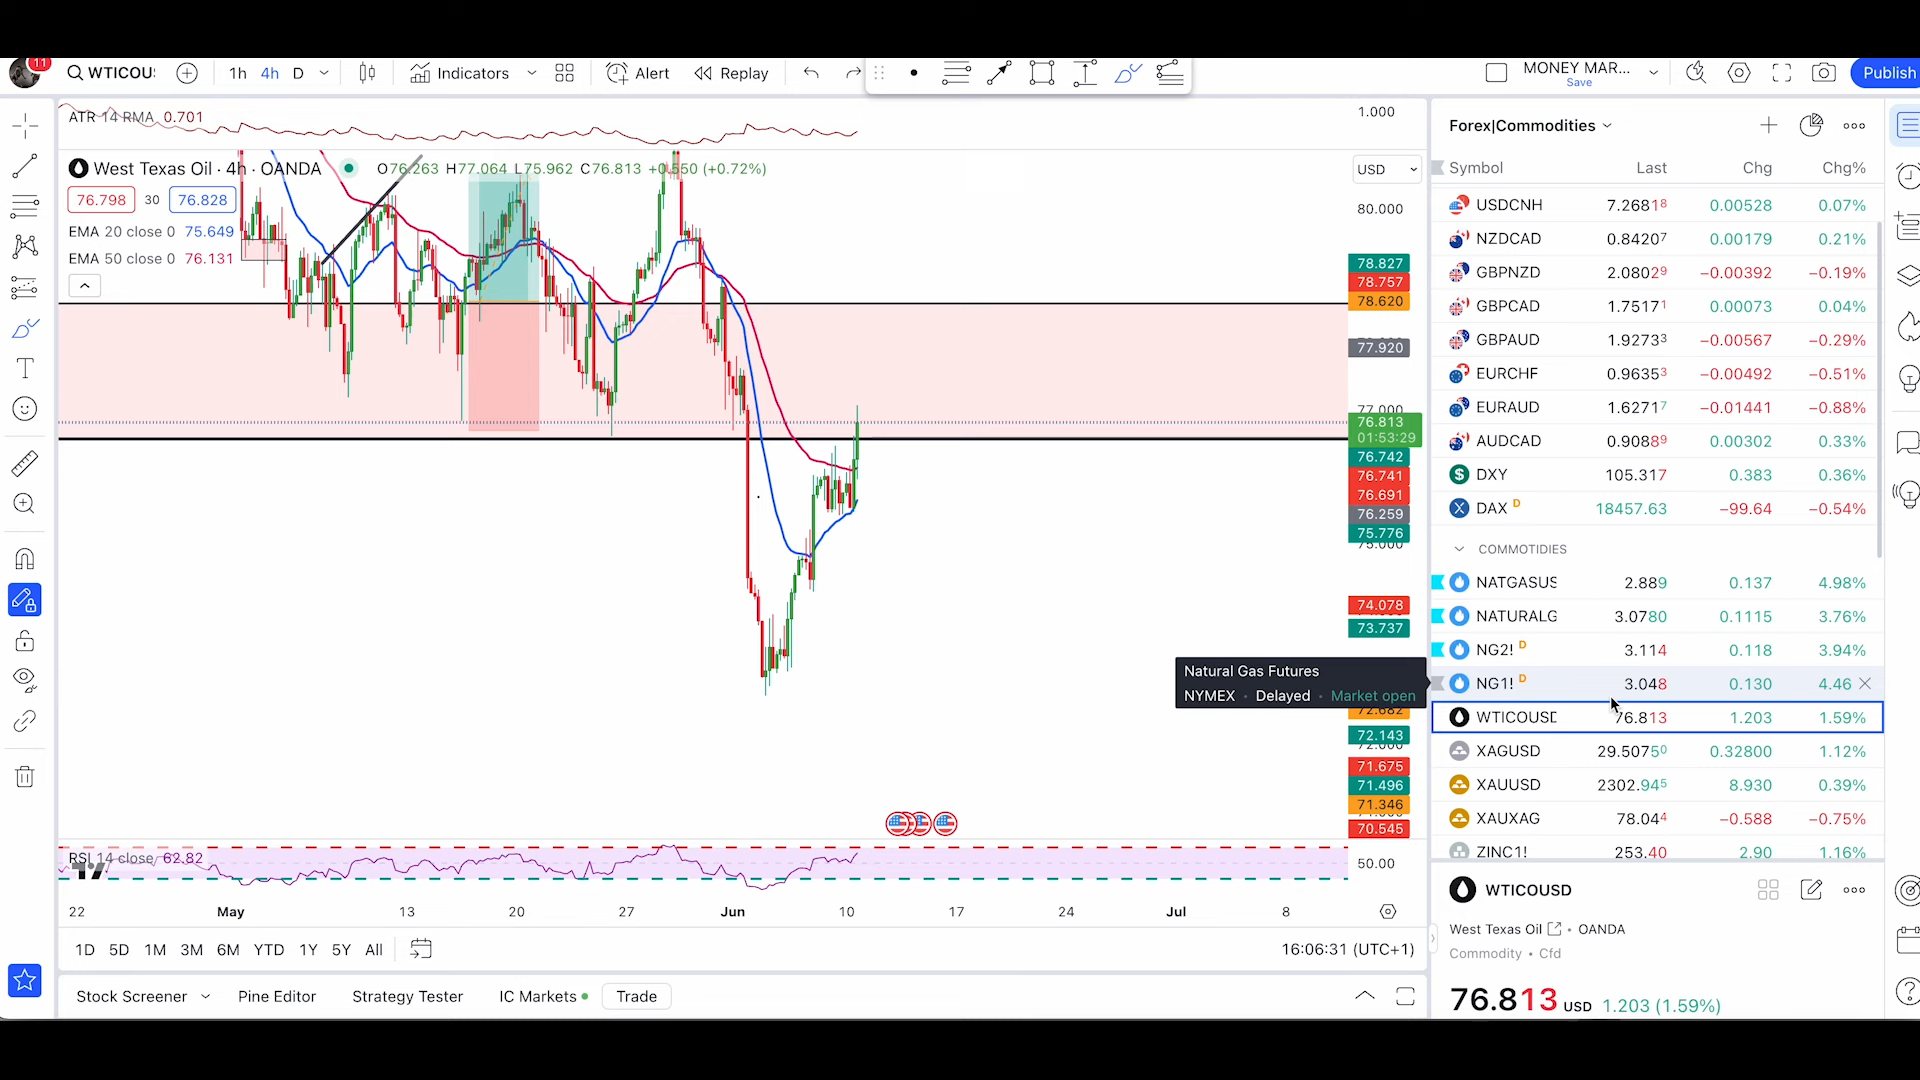 11
WTICOU
1h 4h D
Indicators
Alert
Replay
MONEY MAR...
Save
Publish
ATR 14 RMA 0.701
West Texas Oil · 4h · OANDA
O76.263 H77.064 L75.962 C76.813 +0.550 (+0.72%)
76.798 30 76.828
EMA 20 close 0 75.649
EMA 50 close 0 76.131
1.000
USD
80.000
78.827
78.757
78.620
77.920
77.000
76.813
01:53:29
76.742
76.741
76.691
76.259
75.776
75.000
74.078
73.737
72.682
72.143
72.000
71.675
71.496
71.346
70.545
RSI 14 close 62.82
50.00
22 May 13 20 27 Jun 10 17 24 Jul 8
1D 5D 1M 3M 6M YTD 1Y 5Y All
16:06:31 (UTC+1)
Stock Screener Pine Editor Strategy Tester IC Markets Trade
Natural Gas Futures
NYMEX · Delayed · Market open
Forex|Commodities
Symbol Last Chg Chg%
USDCNH 7.26818 0.00528 0.07%
NZDCAD 0.84207 0.00179 0.21%
GBPNZD 2.08029 −0.00392 −0.19%
GBPCAD 1.75171 0.00073 0.04%
GBPAUD 1.92733 −0.00567 −0.29%
EURCHF 0.96353 −0.00492 −0.51%
EURAUD 1.62717 −0.01441 −0.88%
AUDCAD 0.90889 0.00302 0.33%
DXY 105.317 0.383 0.36%
DAX D 18457.63 −99.64 −0.54%
COMMOTIDIES
NATGASUS 2.889 0.137 4.98%
NATURALG 3.0780 0.1115 3.76%
NG2! D 3.114 0.118 3.94%
NG1! D 3.048 0.130 4.46
WTICOUSD 76.813 1.203 1.59%
XAGUSD 29.50750 0.32800 1.12%
XAUUSD 2302.945 8.930 0.39%
XAUXAG 78.044 −0.588 −0.75%
ZINC1! 253.40 2.90 1.16%
WTICOUSD
West Texas Oil · OANDA
Commodity · Cfd
76.813 USD 1.203 (1.59%)